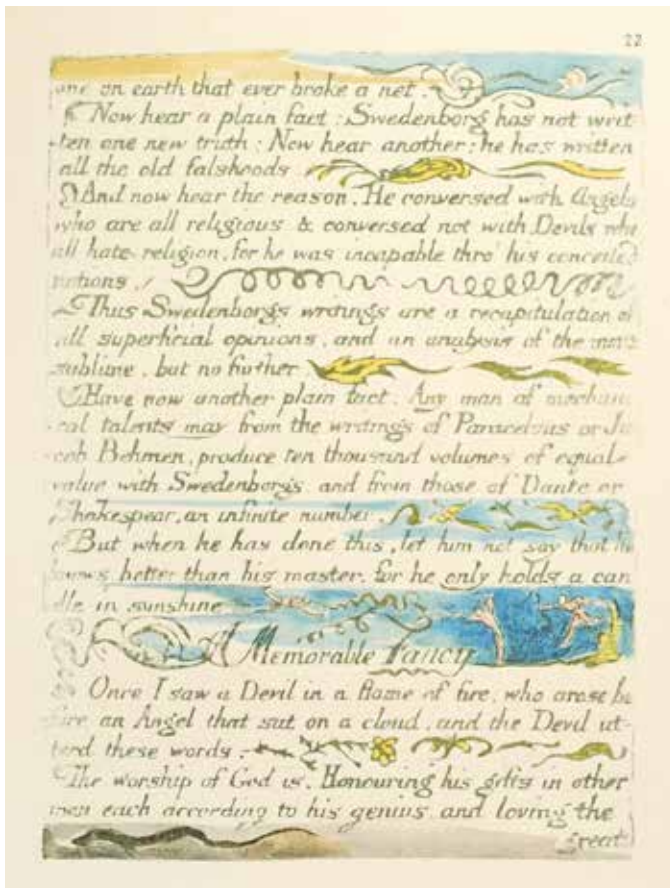 22
one on earth that ever broke a net.
Now hear a plain fact: Swedenborg has not writ-
ten one new truth: Now hear another: he has written
all the old falshoods
And now hear the reason. He conversed with Angels
who are all religious & conversed not with Devils who
all hate religion, for he was incapable thro' his conceited
notions.
Thus Swedenborgs writings are a recapitulation of
all superficial opinions, and an analysis of the more
sublime, but no further
Have now another plain fact: Any man of mechani-
cal talents may from the writings of Paracelsus or Ja-
cob Behmen, produce ten thousand volumes of equal
value with Swedenborg's and from those of Dante or
Shakespear, an infinite number.
But when he has done this, let him not say that he
knows better than his master, for he only holds a can-
dle in sunshine
A Memorable Fancy
Once I saw a Devil in a flame of fire, who arose be-
fore an Angel that sat on a cloud, and the Devil ut-
terd these words.
The worship of God is, Honouring his gifts in other
men each according to his genius, and loving the
great